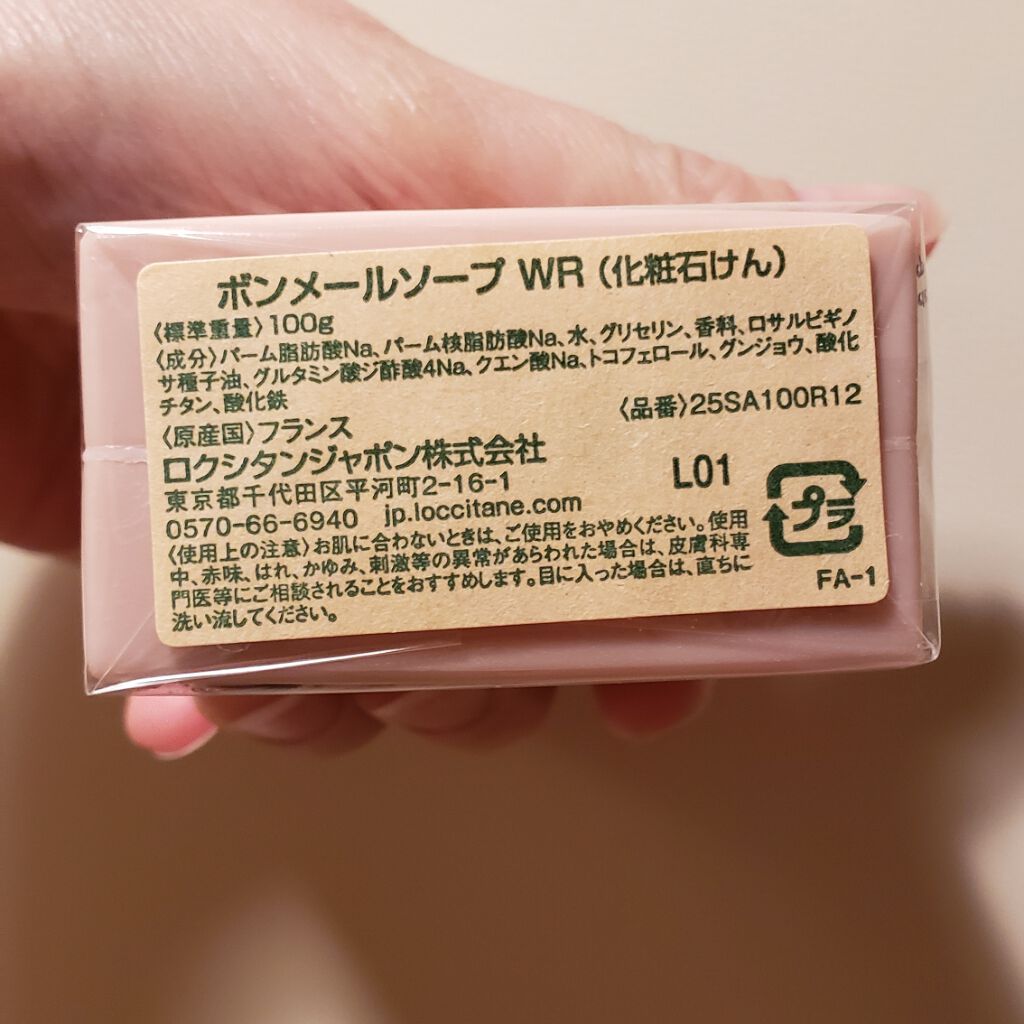 ボンメールソープ WR（化粧石けん）
〈標準重量〉100g
〈成分〉パーム脂肪酸Na、パーム核脂肪酸Na、水、グリセリン、香料、ロサルビギノ
サ種子油、グルタミン酸ジ酢酸4Na、クエン酸Na、トコフェロール、グンジョウ、酸化
チタン、酸化鉄
〈品番〉25SA100R12
〈原産国〉フランス
ロクシタンジャポン株式会社
東京都千代田区平河町2-16-1
L01
0570-66-6940 jp.loccitane.com
プラ
〈使用上の注意〉お肌に合わないときは、ご使用をおやめください。使用
中、赤味、はれ、かゆみ、刺激等の異常があらわれた場合は、皮膚科専
門医等にご相談されることをおすすめします。目に入った場合は、直ちに
洗い流してください。
FA-1